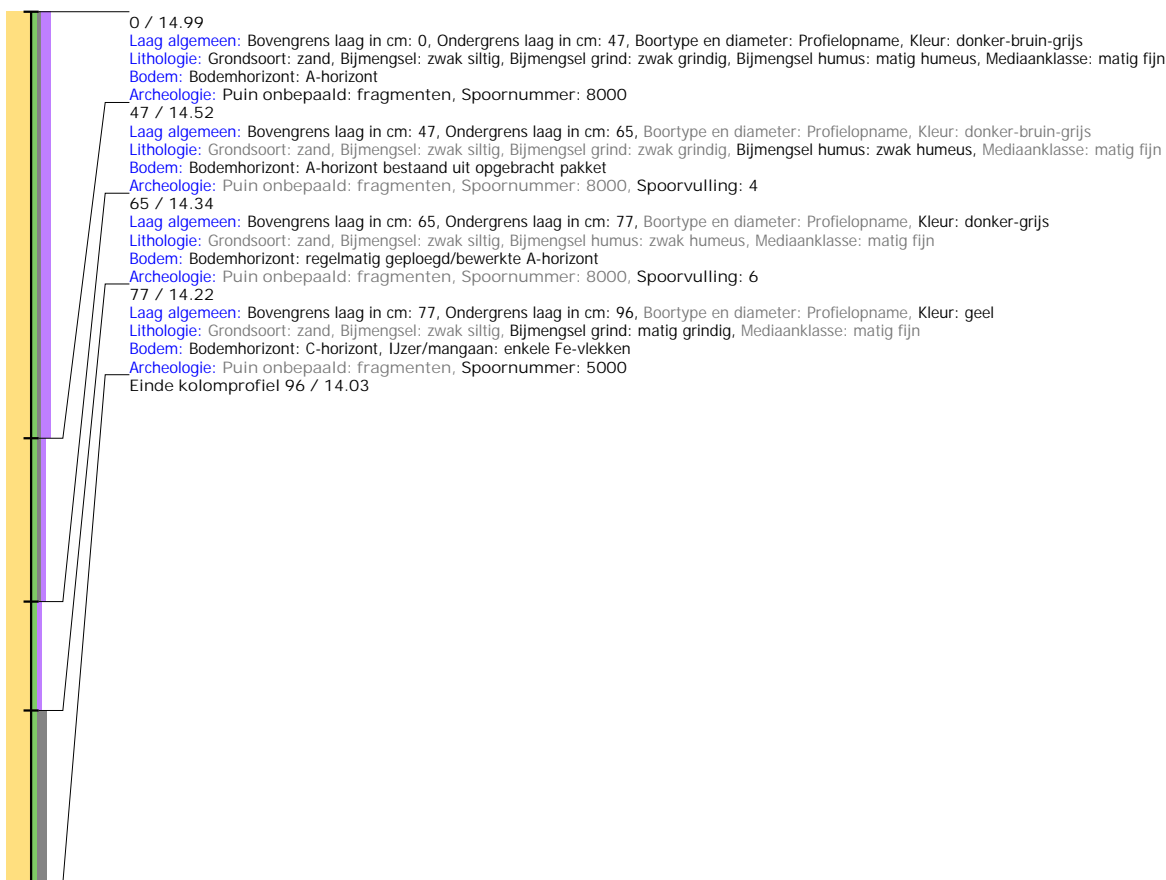 0 / 14.99
Laag algemeen: Bovengrens laag in cm: 0, Ondergrens laag in cm: 47, Boortype en diameter: Profielopname, Kleur: donker-bruin-grijs
Lithologie: Grondsoort: zand, Bijmengsel: zwak siltig, Bijmengsel grind: zwak grindig, Bijmengsel humus: matig humeus, Mediaanklasse: matig fijn
Bodem: Bodemhorizont: A-horizont
Archeologie: Puin onbepaald: fragmenten, Spoornummer: 8000
47 / 14.52
Laag algemeen: Bovengrens laag in cm: 47, Ondergrens laag in cm: 65, Boortype en diameter: Profielopname, Kleur: donker-bruin-grijs
Lithologie: Grondsoort: zand, Bijmengsel: zwak siltig, Bijmengsel grind: zwak grindig, Bijmengsel humus: zwak humeus, Mediaanklasse: matig fijn
Bodem: Bodemhorizont: A-horizont bestaand uit opgebracht pakket
Archeologie: Puin onbepaald: fragmenten, Spoornummer: 8000, Spoorvulling: 4
65 / 14.34
Laag algemeen: Bovengrens laag in cm: 65, Ondergrens laag in cm: 77, Boortype en diameter: Profielopname, Kleur: donker-grijs
Lithologie: Grondsoort: zand, Bijmengsel: zwak siltig, Bijmengsel humus: zwak humeus, Mediaanklasse: matig fijn
Bodem: Bodemhorizont: regelmatig geploegd/bewerkte A-horizont
Archeologie: Puin onbepaald: fragmenten, Spoornummer: 8000, Spoorvulling: 6
77 / 14.22
Laag algemeen: Bovengrens laag in cm: 77, Ondergrens laag in cm: 96, Boortype en diameter: Profielopname, Kleur: geel
Lithologie: Grondsoort: zand, Bijmengsel: zwak siltig, Bijmengsel grind: matig grindig, Mediaanklasse: matig fijn
Bodem: Bodemhorizont: C-horizont, IJzer/mangaan: enkele Fe-vlekken
Archeologie: Puin onbepaald: fragmenten, Spoornummer: 5000
Einde kolomprofiel 96 / 14.03